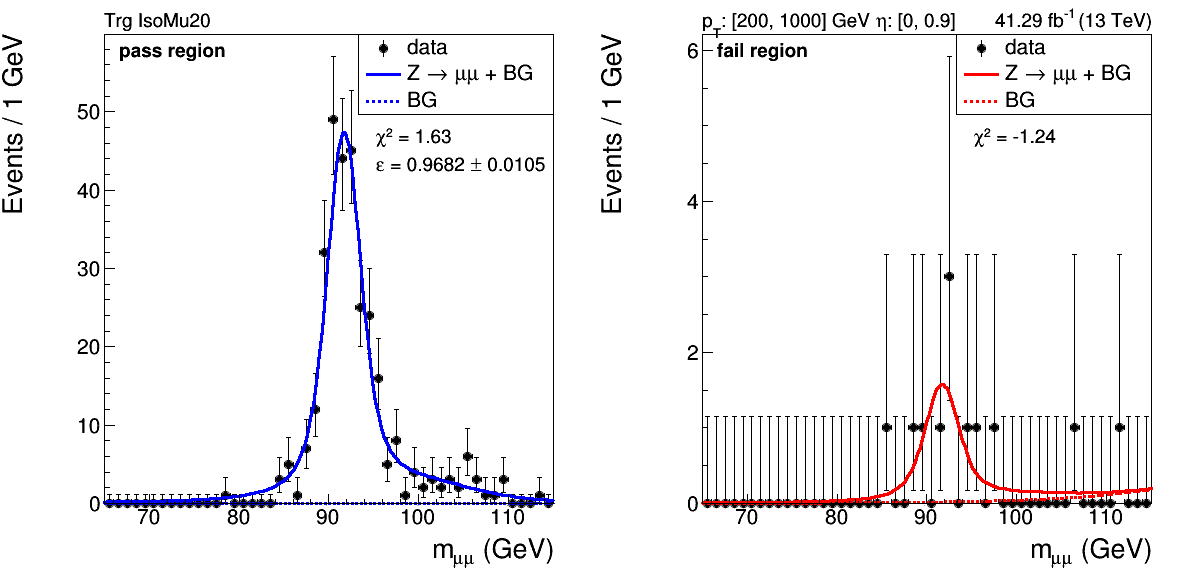 Trg IsoMu20
pass region
data
Z → μμ + BG
BG
χ² = 1.63
ε = 0.9682 ± 0.0105
Events / 1 GeV
50
40
30
20
10
0
70 80 90 100 110
m_μμ (GeV)
p_T: [200, 1000] GeV η: [0, 0.9] 41.29 fb⁻¹ (13 TeV)
fail region
data
Z → μμ + BG
BG
χ² = -1.24
Events / 1 GeV
6
4
2
0
70 80 90 100 110
m_μμ (GeV)